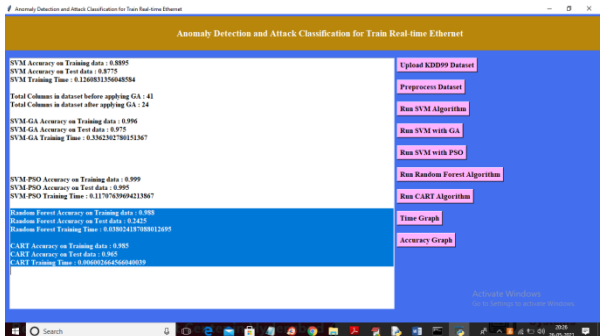 Anomaly Detection and Attack Classification for Train Real-time Ethernet
Anomaly Detection and Attack Classification for Train Real-time Ethernet
SVM Accuracy on Training data : 0.8895
SVM Accuracy on Test data : 0.8775
SVM Training Time : 0.1260831356048584
Total Columns in dataset before applying GA : 41
Total Columns in dataset after applying GA : 24
SVM-GA Accuracy on Training data : 0.996
SVM-GA Accuracy on Test data : 0.975
SVM-GA Training Time : 0.3362302780151367
SVM-PSO Accuracy on Training data : 0.999
SVM-PSO Accuracy on Test data : 0.995
SVM-PSO Training Time : 0.11707639694213867
Random Forest Accuracy on Training data : 0.988
Random Forest Accuracy on Test data : 0.2425
Random Forest Training Time : 0.038024187088012695
CART Accuracy on Training data : 0.985
CART Accuracy on Test data : 0.965
CART Training Time : 0.006002664566040039
Upload KDD99 Dataset
Preprocess Dataset
Run SVM Algorithm
Run SVM with GA
Run SVM with PSO
Run Random Forest Algorithm
Run CART Algorithm
Time Graph
Accuracy Graph
Activate Windows
Go to Settings to activate Windows.
Search
20:26
26-05-2021